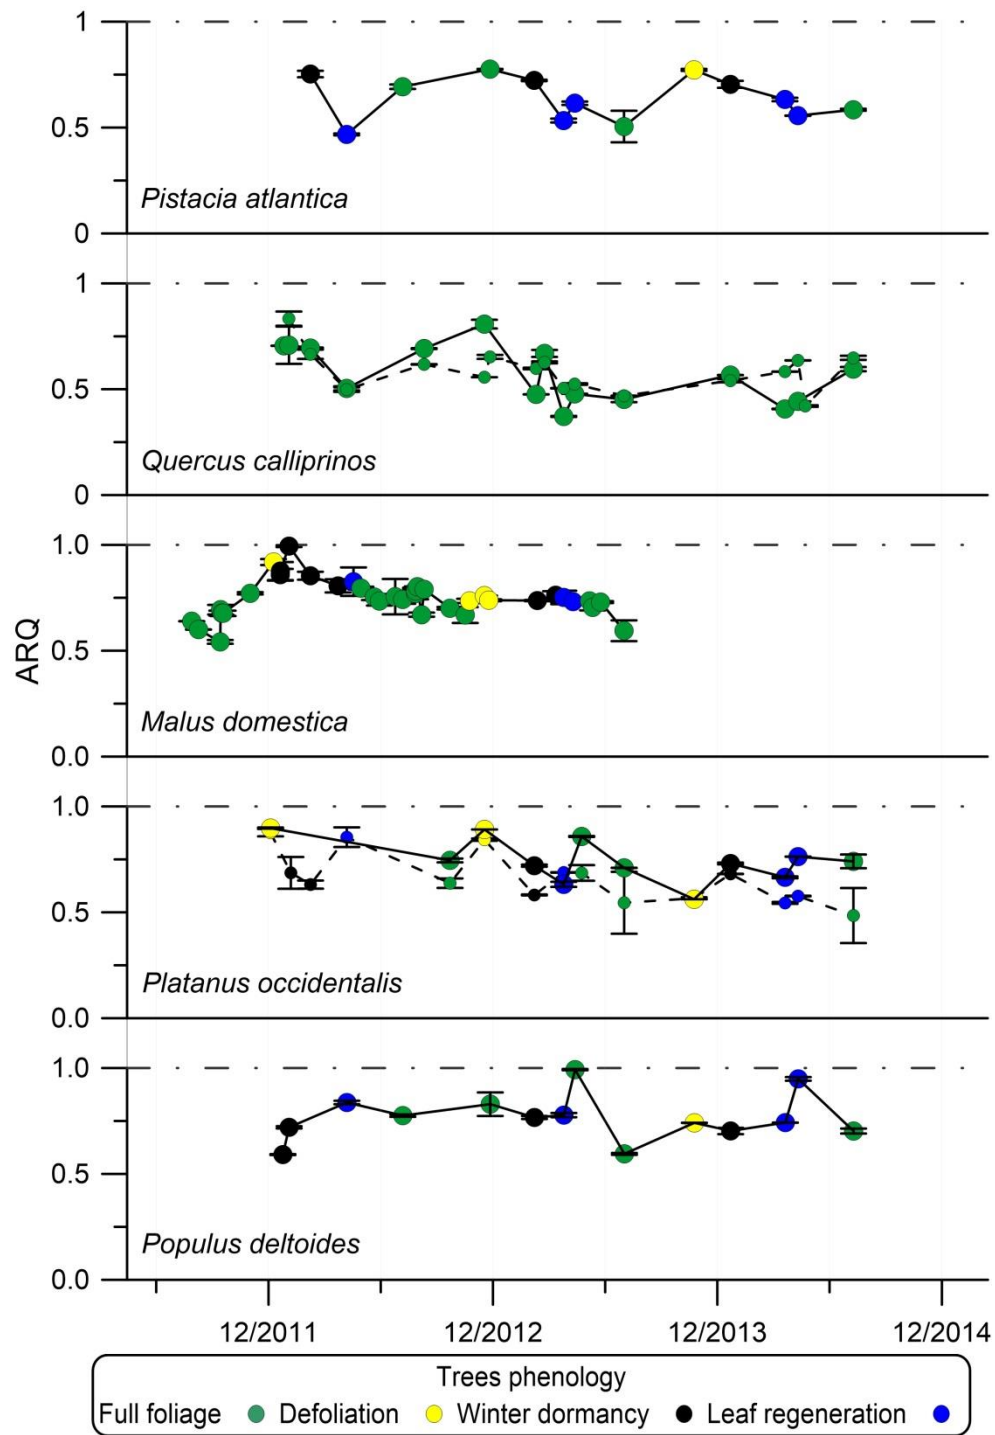 1
0.5
Pistacia atlantica
0
1
0.5
Quercus calliprinos
0
1.0
0.5
ARQ
Malus domestica
0.0
1.0
0.5
Platanus occidentalis
0.0
1.0
0.5
Populus deltoides
0.0
12/2011 12/2012 12/2013 12/2014
Trees phenology
Full foliage Defoliation Winter dormancy Leaf regeneration